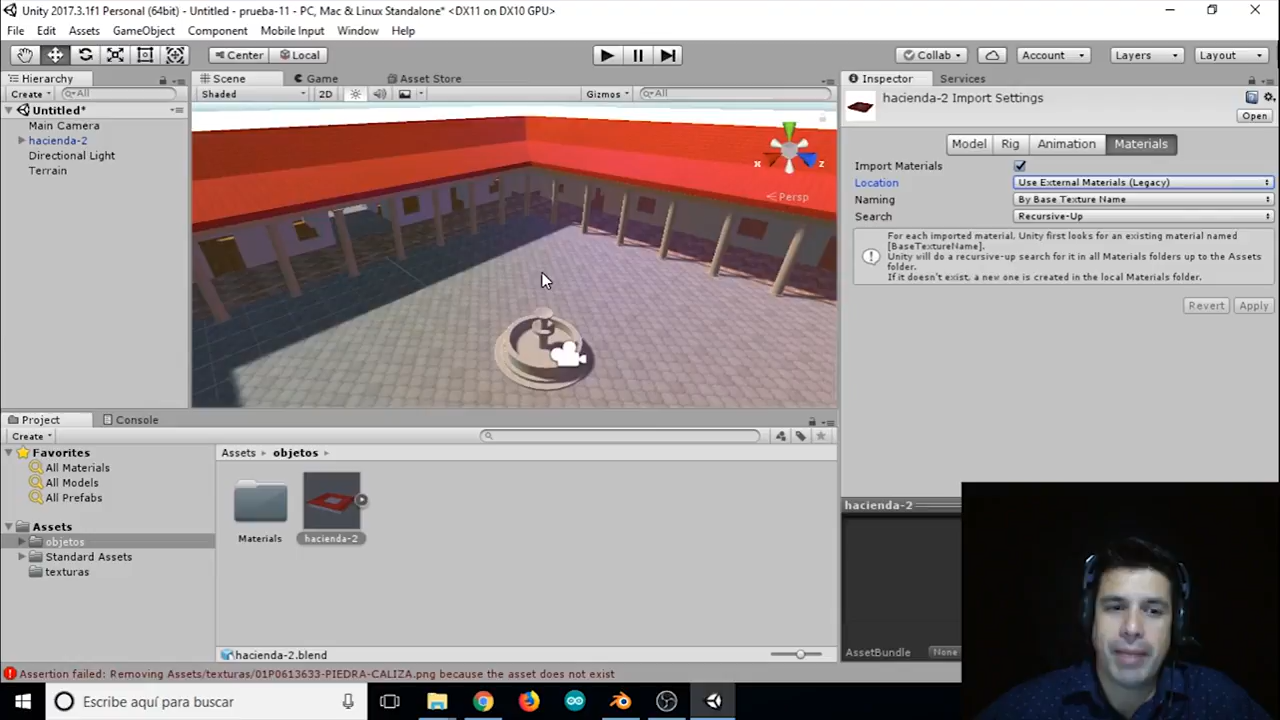 Unity 2017.3.1f1 Personal (64bit) - Untitled - prueba-11 - PC, Mac & Linux Standalone* <DX11 on DX10 GPU>
File Edit Assets GameObject Component Mobile Input Window Help
Center Local Collab Account Layers Layout
Hierarchy Scene Game Asset Store Inspector Services
Create All Shaded 2D Gizmos All hacienda-2 Import Settings
Open
Untitled*
Main Camera
hacienda-2
Directional Light
Terrain
x z
Persp
Model Rig Animation Materials
Import Materials
Location Use External Materials (Legacy)
Naming By Base Texture Name
Search Recursive-Up
For each imported material, Unity first looks for an existing material named
[BaseTextureName].
Unity will do a recursive-up search for it in all Materials folders up to the Assets
folder.
If it doesn't exist, a new one is created in the local Materials folder.
Revert Apply
Project Console
Create
Favorites
All Materials
All Models
All Prefabs
Assets
objetos
Standard Assets
texturas
Assets objetos
Materials hacienda-2
hacienda-2.blend
hacienda-2
AssetBundle None
Assertion failed: Removing Assets/texturas/01P0613633-PIEDRA-CALIZA.png because the asset does not exist
Escribe aquí para buscar